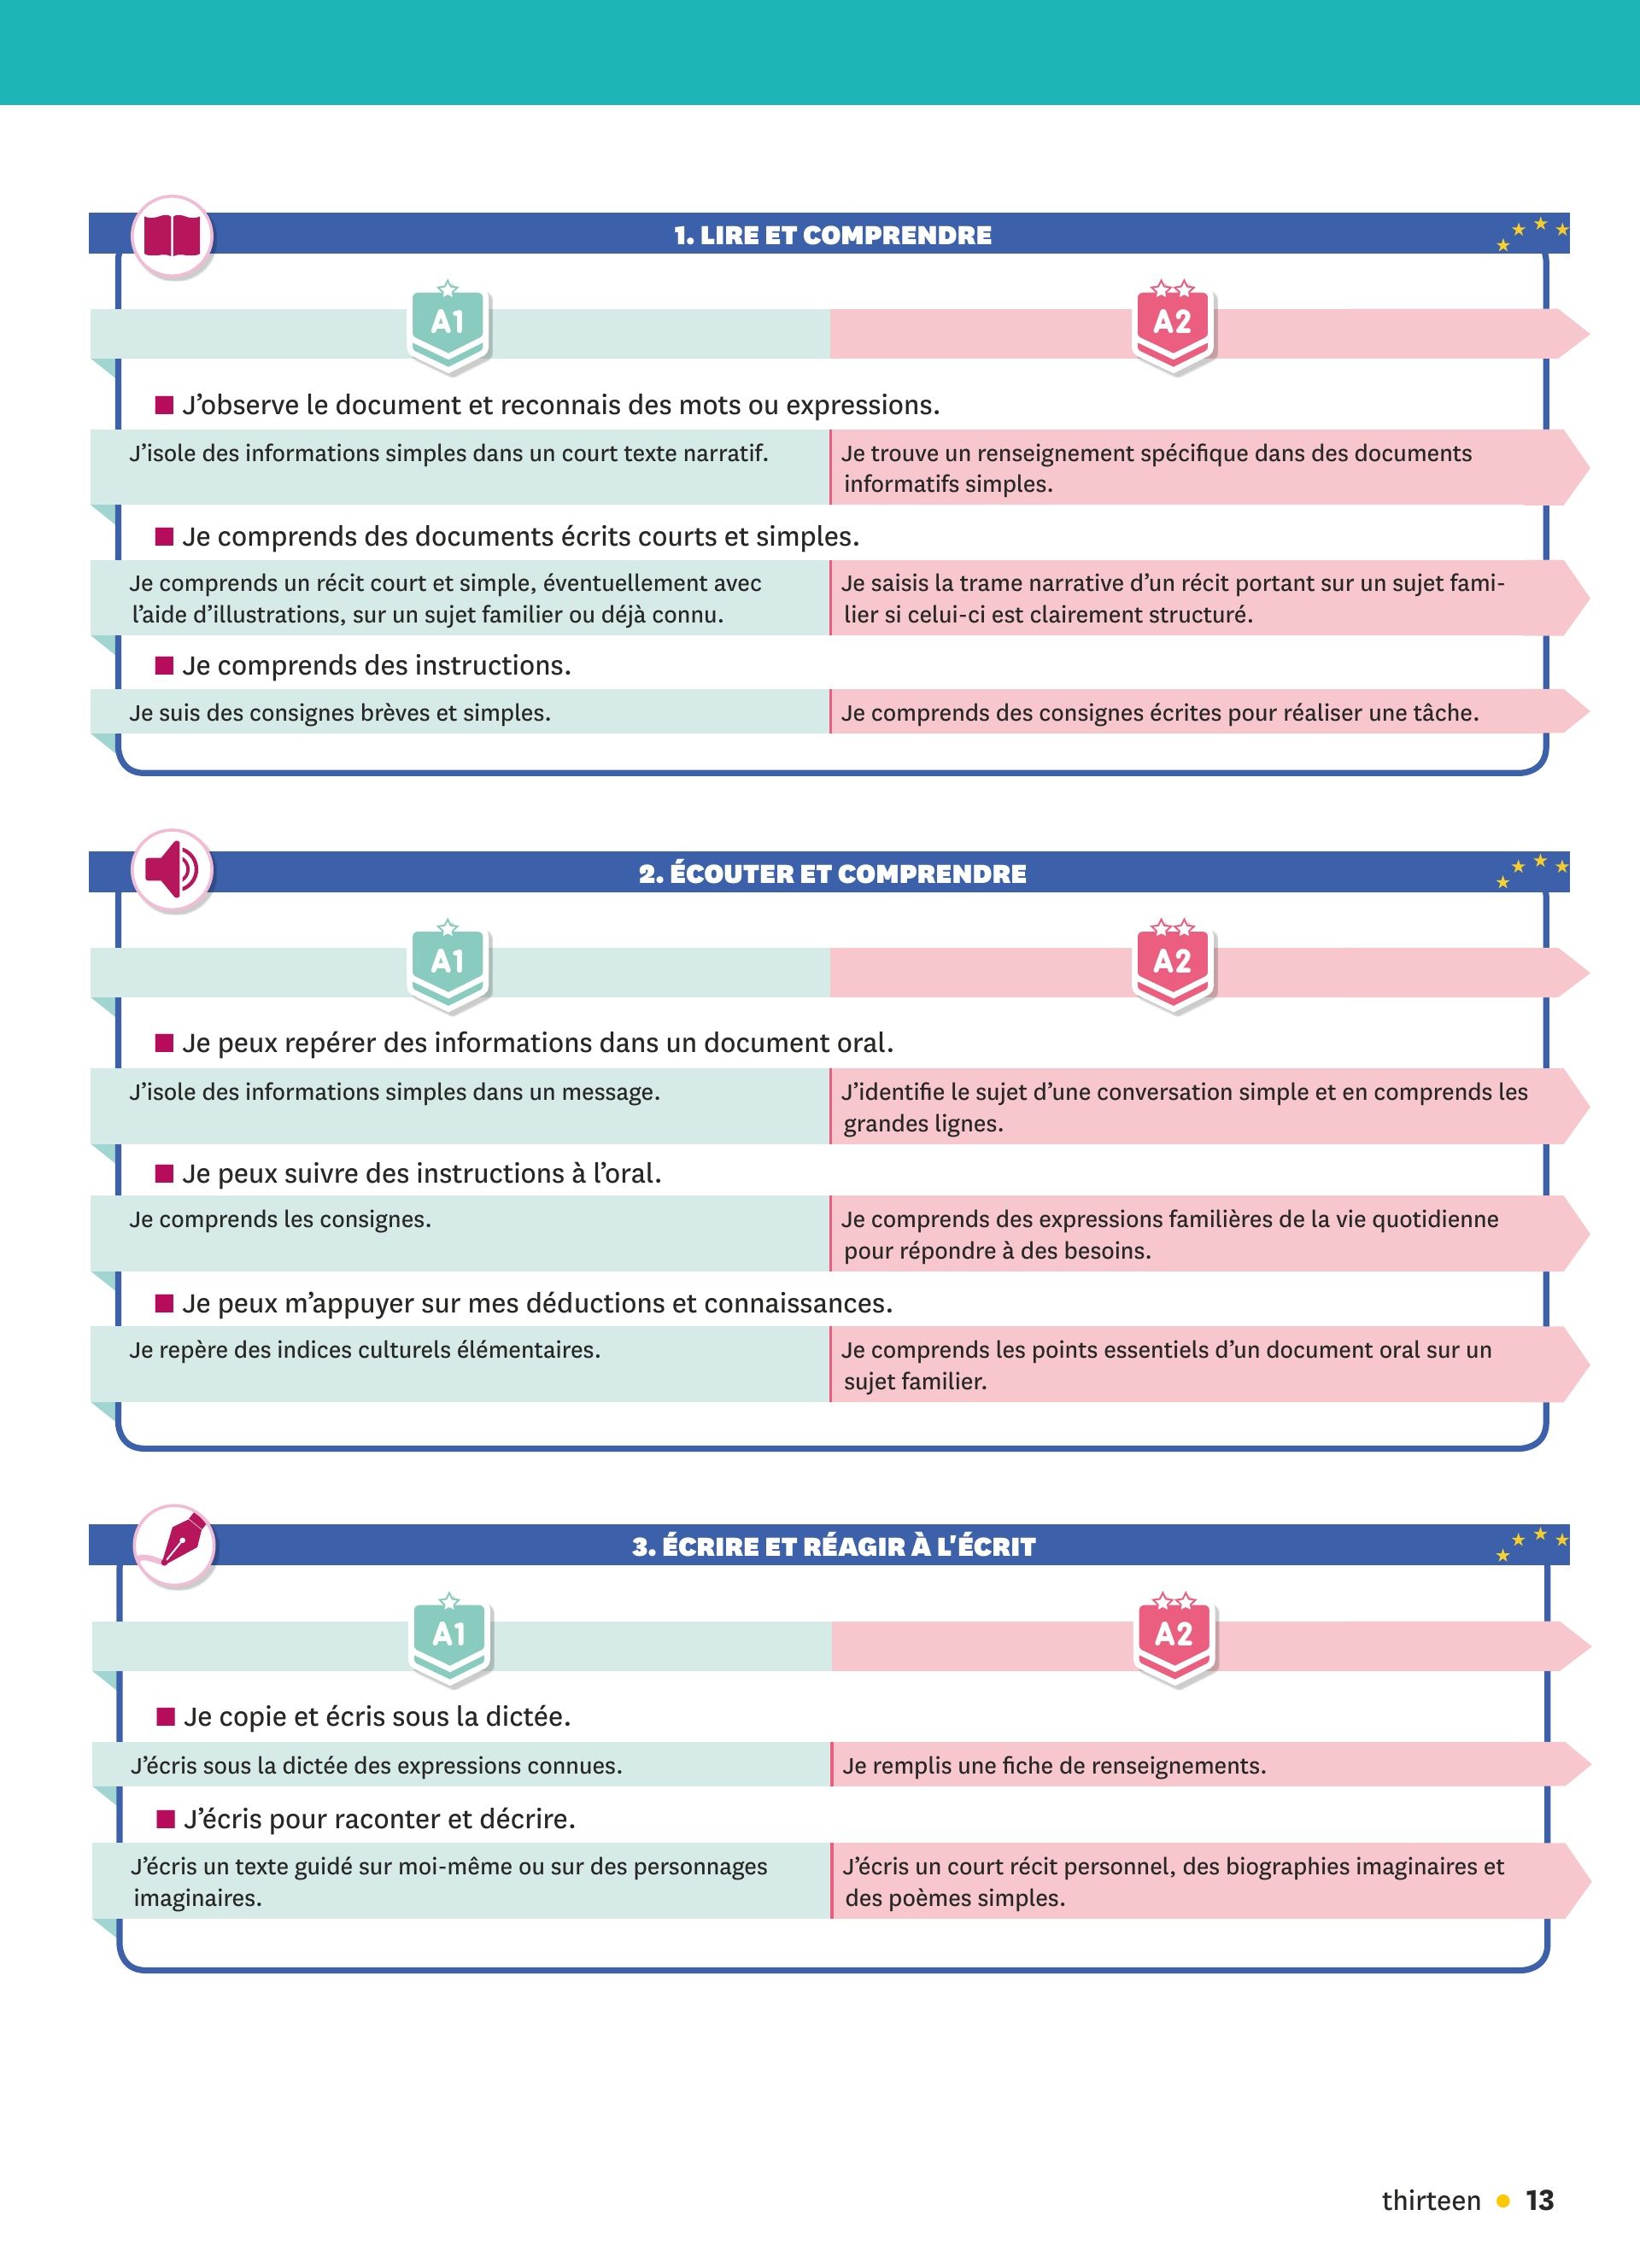 1. LIRE ET COMPRENDRE
A1
A2
■ J'observe le document et reconnais des mots ou expressions.
J'isole des informations simples dans un court texte narratif.
Je trouve un renseignement spécifique dans des documents
informatifs simples.
■ Je comprends des documents écrits courts et simples.
Je comprends un récit court et simple, éventuellement avec
l'aide d'illustrations, sur un sujet familier ou déjà connu.
Je saisis la trame narrative d'un récit portant sur un sujet fami-
lier si celui-ci est clairement structuré.
■ Je comprends des instructions.
Je suis des consignes brèves et simples.
Je comprends des consignes écrites pour réaliser une tâche.
2. ÉCOUTER ET COMPRENDRE
A1
A2
■ Je peux repérer des informations dans un document oral.
J'isole des informations simples dans un message.
J'identifie le sujet d'une conversation simple et en comprends les
grandes lignes.
■ Je peux suivre des instructions à l'oral.
Je comprends les consignes.
Je comprends des expressions familières de la vie quotidienne
pour répondre à des besoins.
■ Je peux m'appuyer sur mes déductions et connaissances.
Je repère des indices culturels élémentaires.
Je comprends les points essentiels d'un document oral sur un
sujet familier.
3. ÉCRIRE ET RÉAGIR À L'ÉCRIT
A1
A2
■ Je copie et écris sous la dictée.
J'écris sous la dictée des expressions connues.
Je remplis une fiche de renseignements.
■ J'écris pour raconter et décrire.
J'écris un texte guidé sur moi-même ou sur des personnages
imaginaires.
J'écris un court récit personnel, des biographies imaginaires et
des poèmes simples.
thirteen • 13